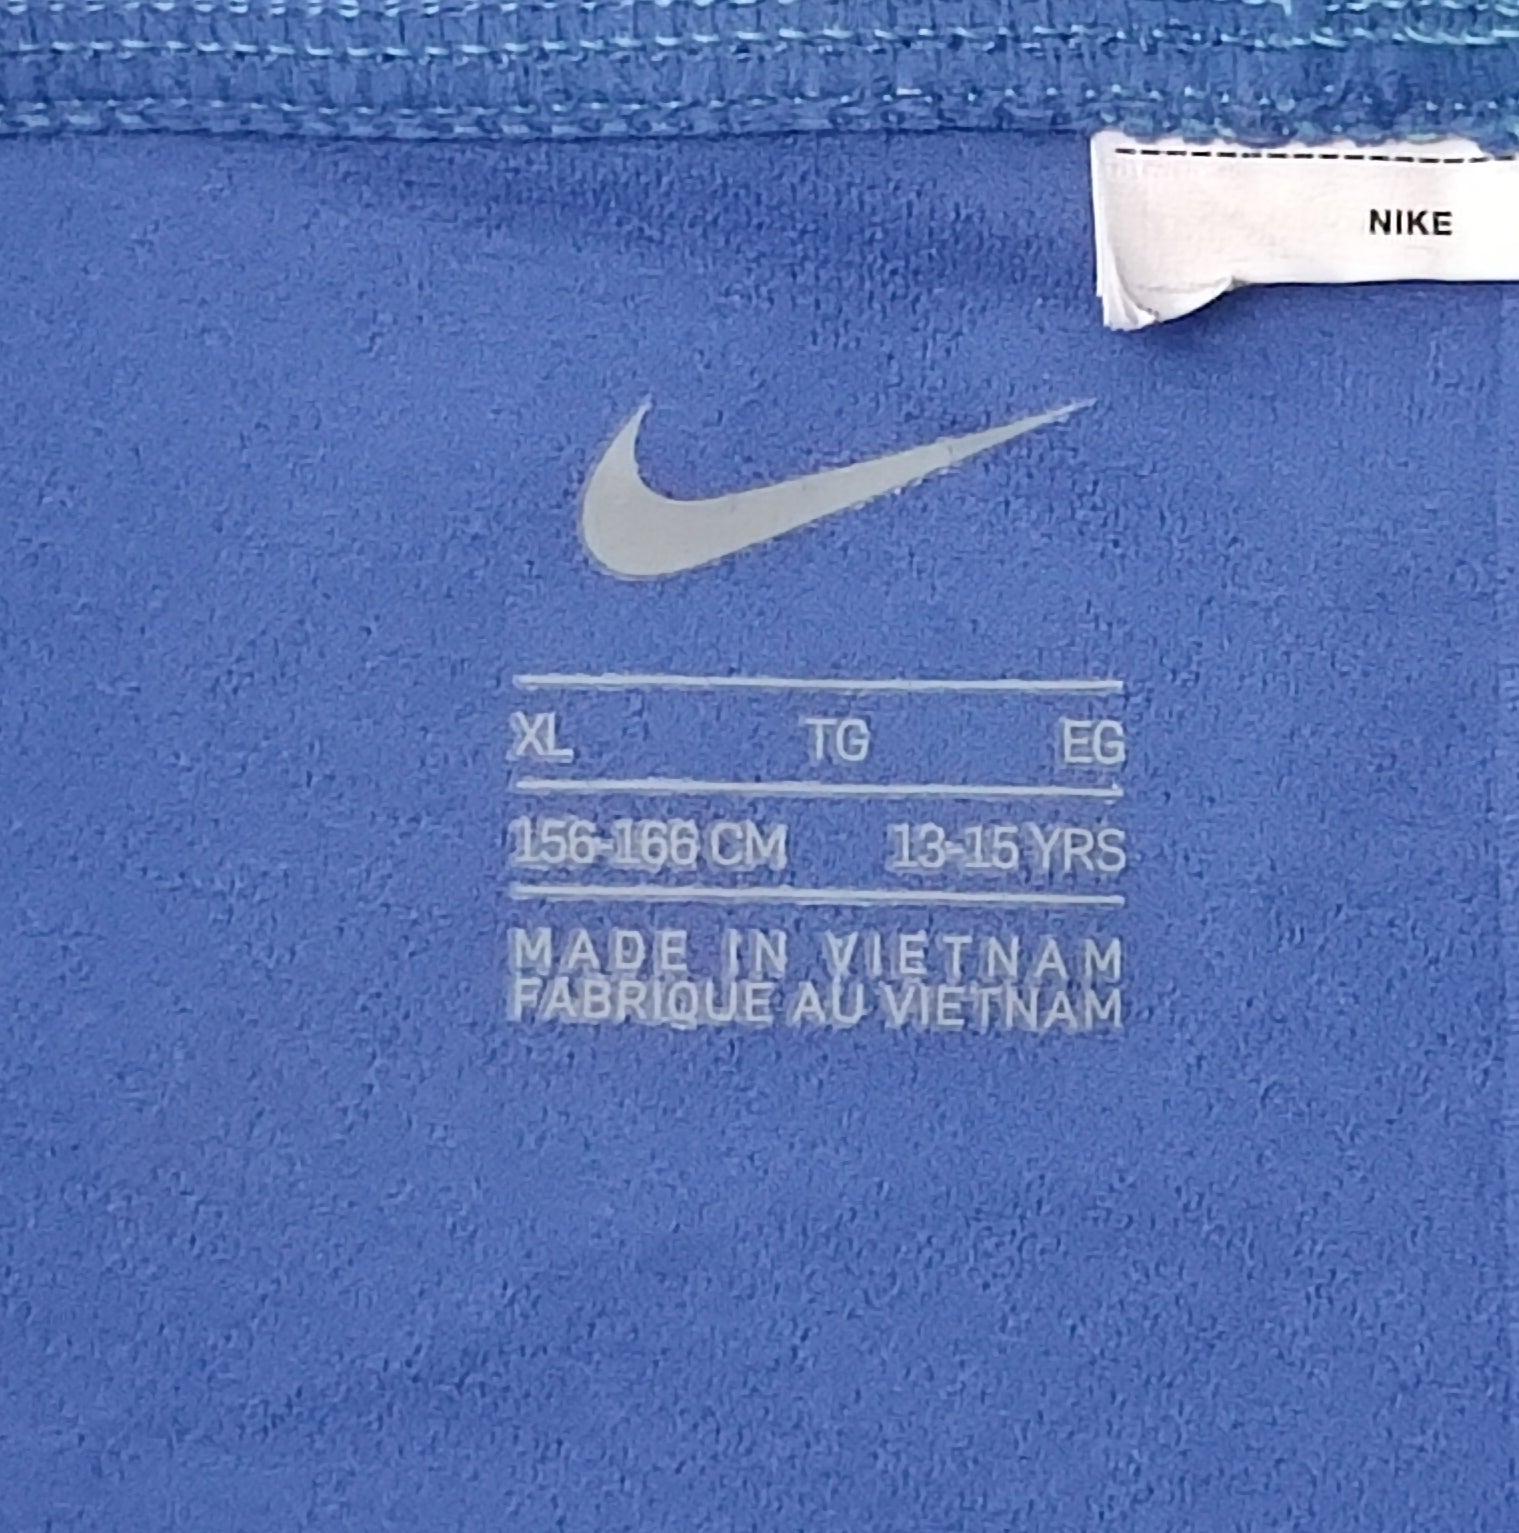 NIKE
XL TG EG
156-166 CM 13-15 YRS
MADE IN VIETNAM
FABRIQUE AU VIETNAM